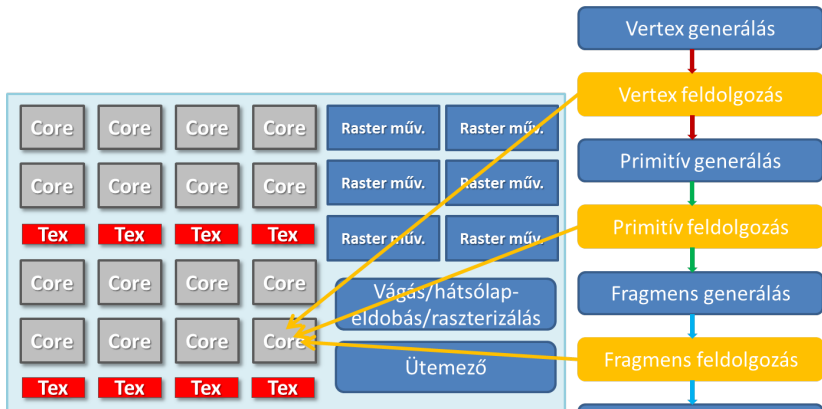 Vertex generálás
Vertex feldolgozás
Primitív generálás
Primitív feldolgozás
Fragmens generálás
Fragmens feldolgozás
Core Core Core Core
Core Core Core Core
Tex Tex Tex Tex
Core Core Core Core
Core Core Core Core
Tex Tex Tex Tex
Raster műv. Raster műv.
Raster műv. Raster műv.
Raster műv. Raster műv.
Vágás/hátsólap-
eldobás/raszterizálás
Ütemező